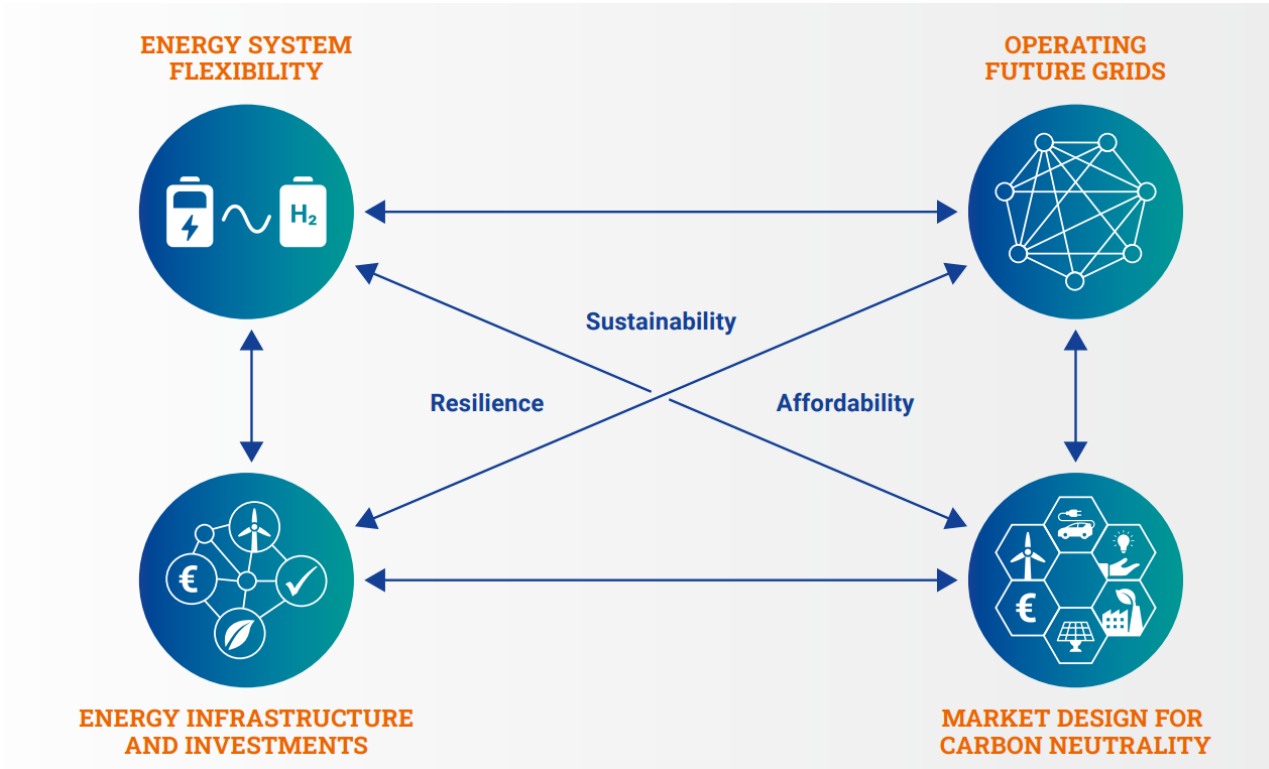 ENERGY SYSTEM
FLEXIBILITY
OPERATING
FUTURE GRIDS
H₂
Sustainability
Resilience
Affordability
€
€
ENERGY INFRASTRUCTURE
AND INVESTMENTS
MARKET DESIGN FOR
CARBON NEUTRALITY